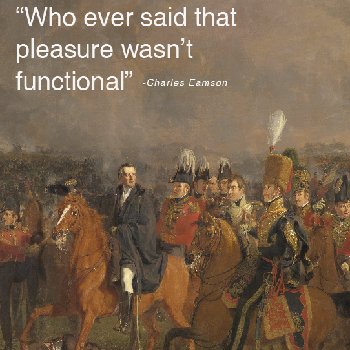 “Who ever said that
pleasure wasn’t
functional” -Charles Eamson